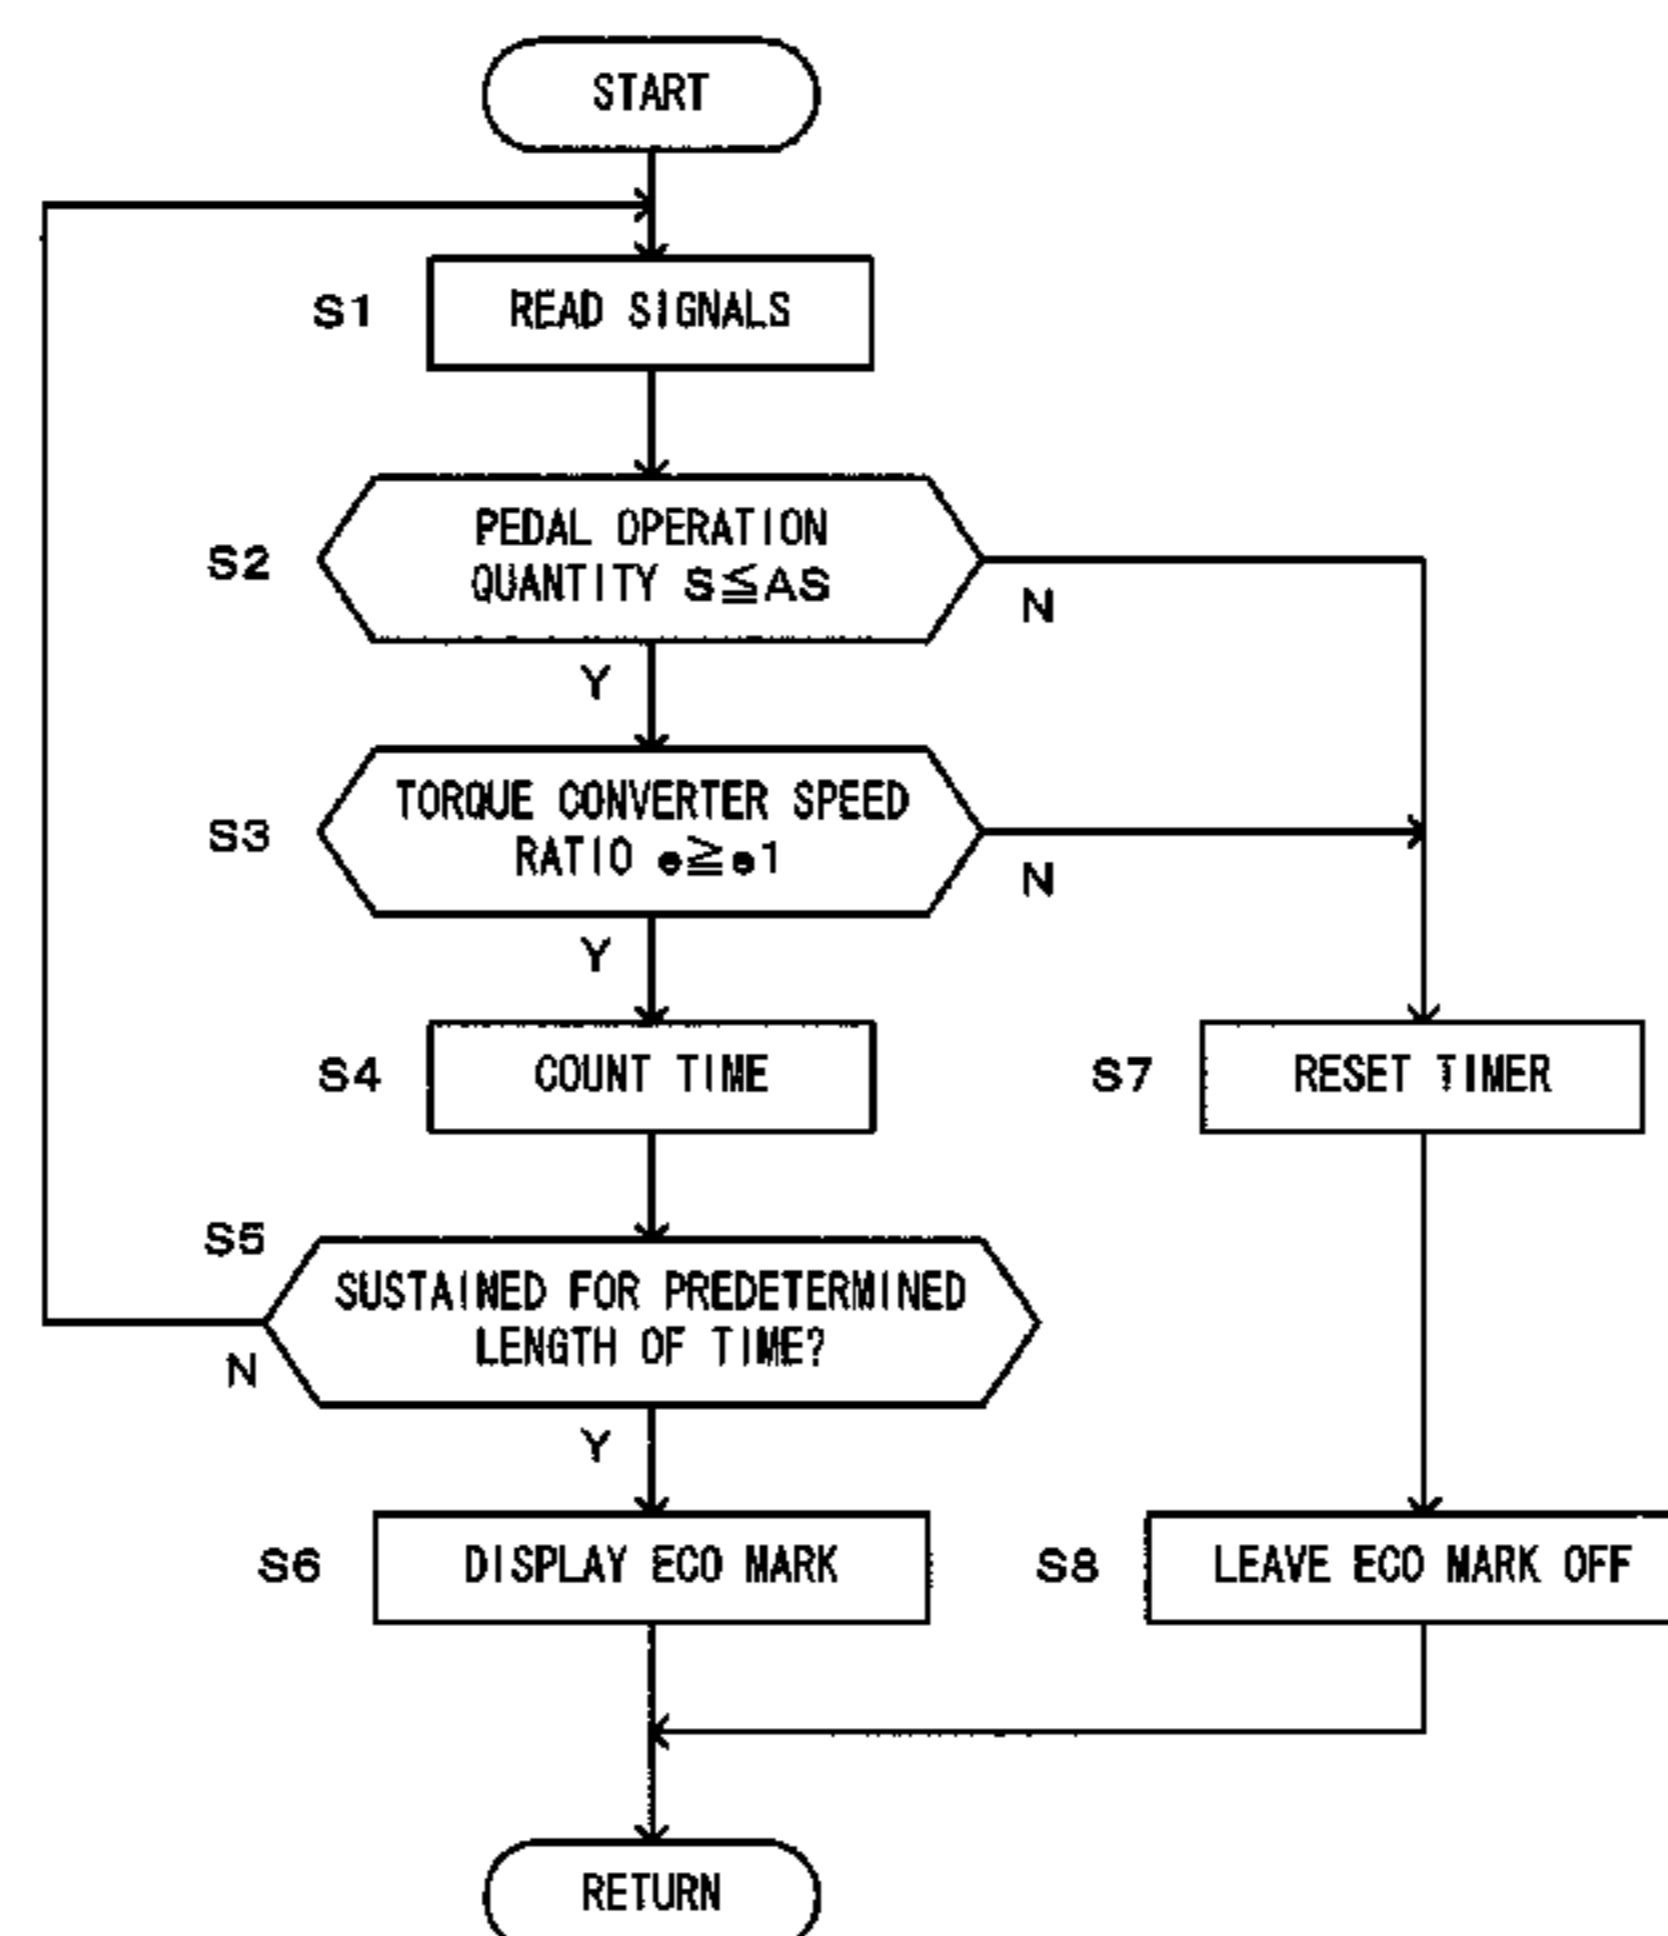 START
S1
READ SIGNALS
S2
PEDAL OPERATION
QUANTITY S≦AS
N
Y
S3
TORQUE CONVERTER SPEED
RATIO e≧e1
N
Y
S4
COUNT TIME
S7
RESET TIMER
S5
SUSTAINED FOR PREDETERMINED
LENGTH OF TIME?
N
Y
S6
DISPLAY ECO MARK
S8
LEAVE ECO MARK OFF
RETURN